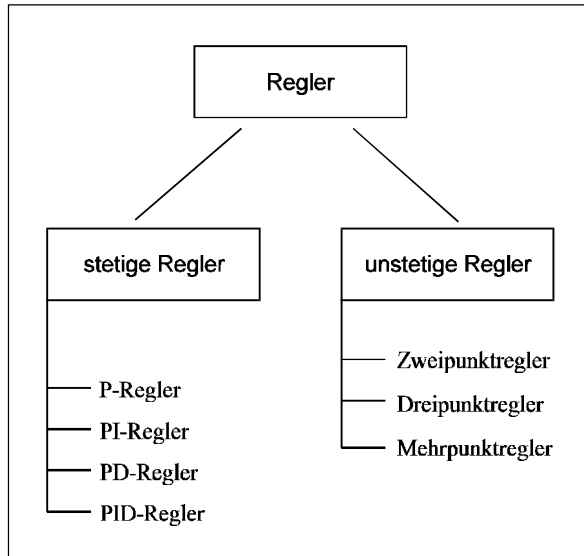 Regler
stetige Regler
P-Regler
PI-Regler
PD-Regler
PID-Regler
unstetige Regler
Zweipunktregler
Dreipunktregler
Mehrpunktregler